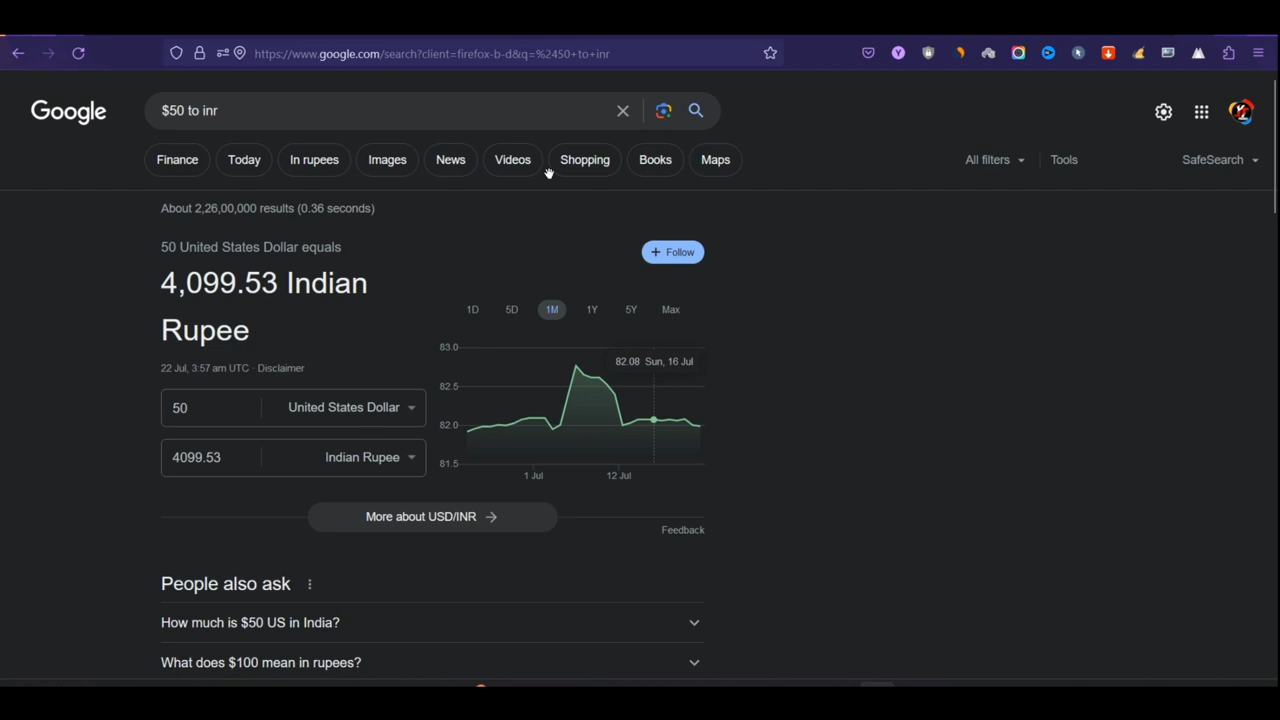 https://www.google.com/search?client=firefox-b-d&q=%2450+to+inr
Google
$50 to inr
Finance
Today
In rupees
Images
News
Videos
Shopping
Books
Maps
All filters
Tools
SafeSearch
About 2,26,00,000 results (0.36 seconds)
50 United States Dollar equals
4,099.53 Indian
Rupee
22 Jul, 3:57 am UTC · Disclaimer
+ Follow
50 United States Dollar
4099.53 Indian Rupee
1D 5D 1M 1Y 5Y Max
83.0
82.08 Sun, 16 Jul
82.5
82.0
81.5
1 Jul 12 Jul
More about USD/INR
Feedback
People also ask
How much is $50 US in India?
What does $100 mean in rupees?